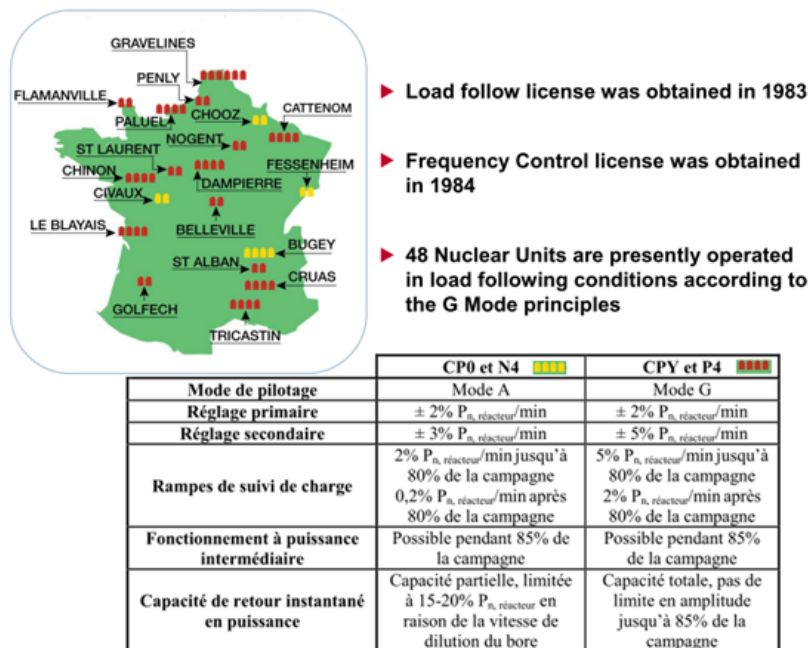 GRAVELINES
PENLY
FLAMANVILLE
PALUEL
CHOOZ
CATTENOM
NOGENT
ST LAURENT
FESSENHEIM
CHINON
DAMPIERRE
CIVAUX
LE BLAYAIS
BELLEVILLE
BUGEY
ST ALBAN
CRUAS
GOLFECH
TRICASTIN
Load follow license was obtained in 1983
Frequency Control license was obtained
in 1984
48 Nuclear Units are presently operated
in load following conditions according to
the G Mode principles
CP0 et N4
CPY et P4
Mode de pilotage
Mode A
Mode G
Réglage primaire
± 2% Pn, réacteur/min
± 2% Pn, réacteur/min
Réglage secondaire
± 3% Pn, réacteur/min
± 5% Pn, réacteur/min
Rampes de suivi de charge
2% Pn, réacteur/min jusqu'à
80% de la campagne
0,2% Pn, réacteur/min après
80% de la campagne
5% Pn, réacteur/min jusqu'à
80% de la campagne
2% Pn, réacteur/min après
80% de la campagne
Fonctionnement à puissance
intermédiaire
Possible pendant 85% de
la campagne
Possible pendant 85%
de la campagne
Capacité de retour instantané
en puissance
Capacité partielle, limitée
à 15-20% Pn, réacteur en
raison de la vitesse de
dilution du bore
Capacité totale, pas de
limite en amplitude
jusqu'à 85% de la
campagne